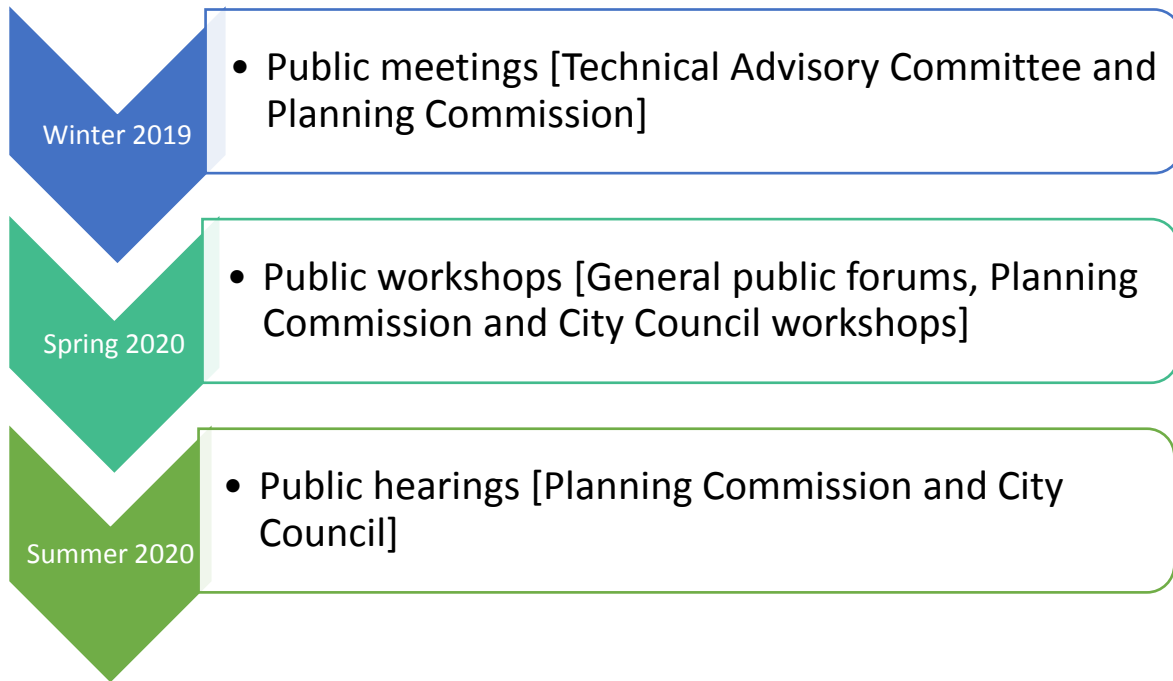 Winter 2019
• Public meetings [Technical Advisory Committee and
Planning Commission]
Spring 2020
• Public workshops [General public forums, Planning
Commission and City Council workshops]
Summer 2020
• Public hearings [Planning Commission and City
Council]